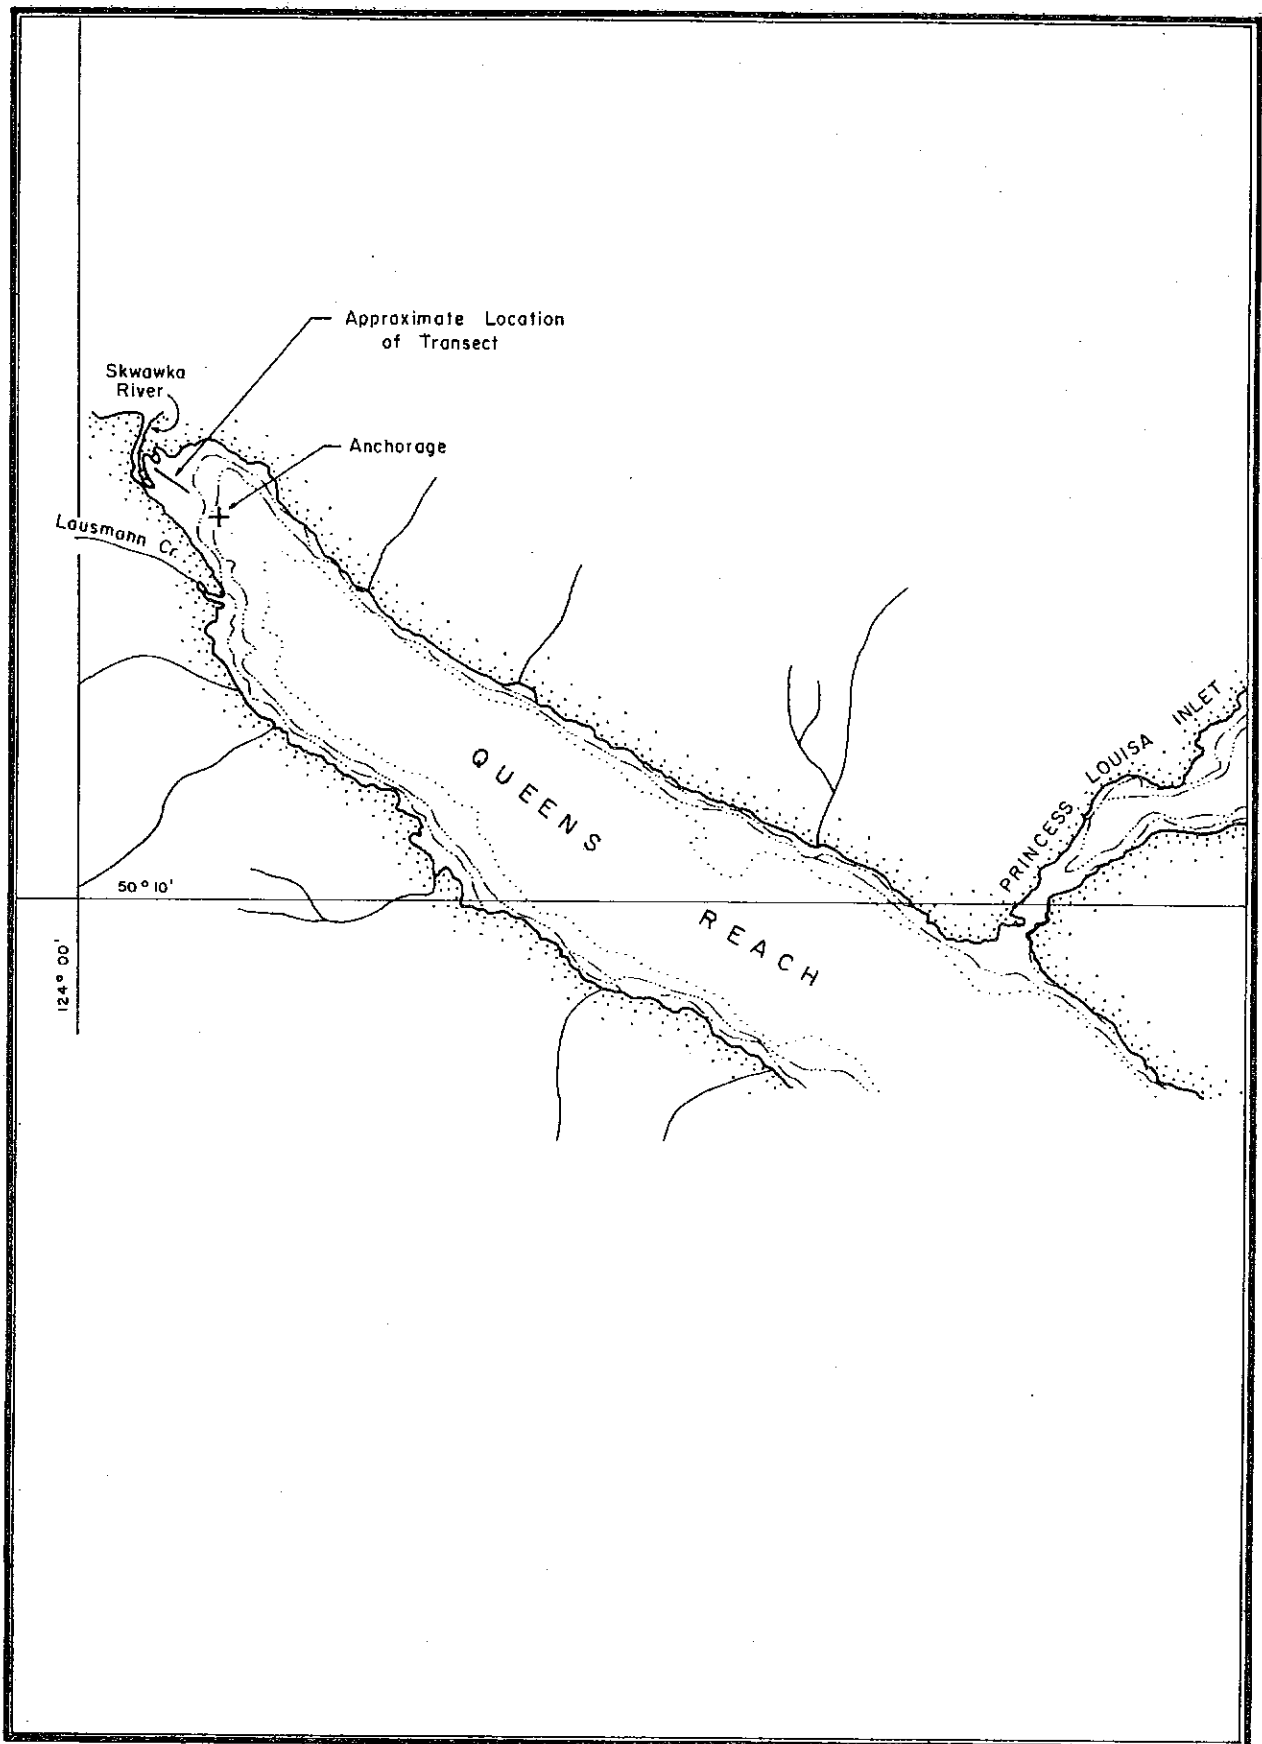 Approximate Location
of Transect
Skwawka
River
Anchorage
Lausmann Cr.
PRINCESS LOUISA INLET
QUEENS
REACH
50° 10'
124° 00'